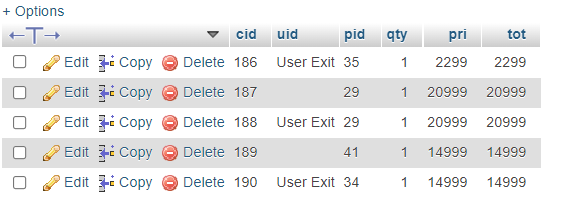 + Options
cid uid pid qty pri tot
Edit Copy Delete 186 User Exit 35 1 2299 2299
Edit Copy Delete 187 29 1 20999 20999
Edit Copy Delete 188 User Exit 29 1 20999 20999
Edit Copy Delete 189 41 1 14999 14999
Edit Copy Delete 190 User Exit 34 1 14999 14999